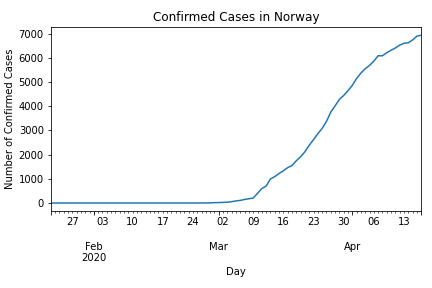 Confirmed Cases in Norway
Number of Confirmed Cases
7000
6000
5000
4000
3000
2000
1000
0
27 03 10 17 24 02 09 16 23 30 06 13
Feb Mar Apr
2020
Day